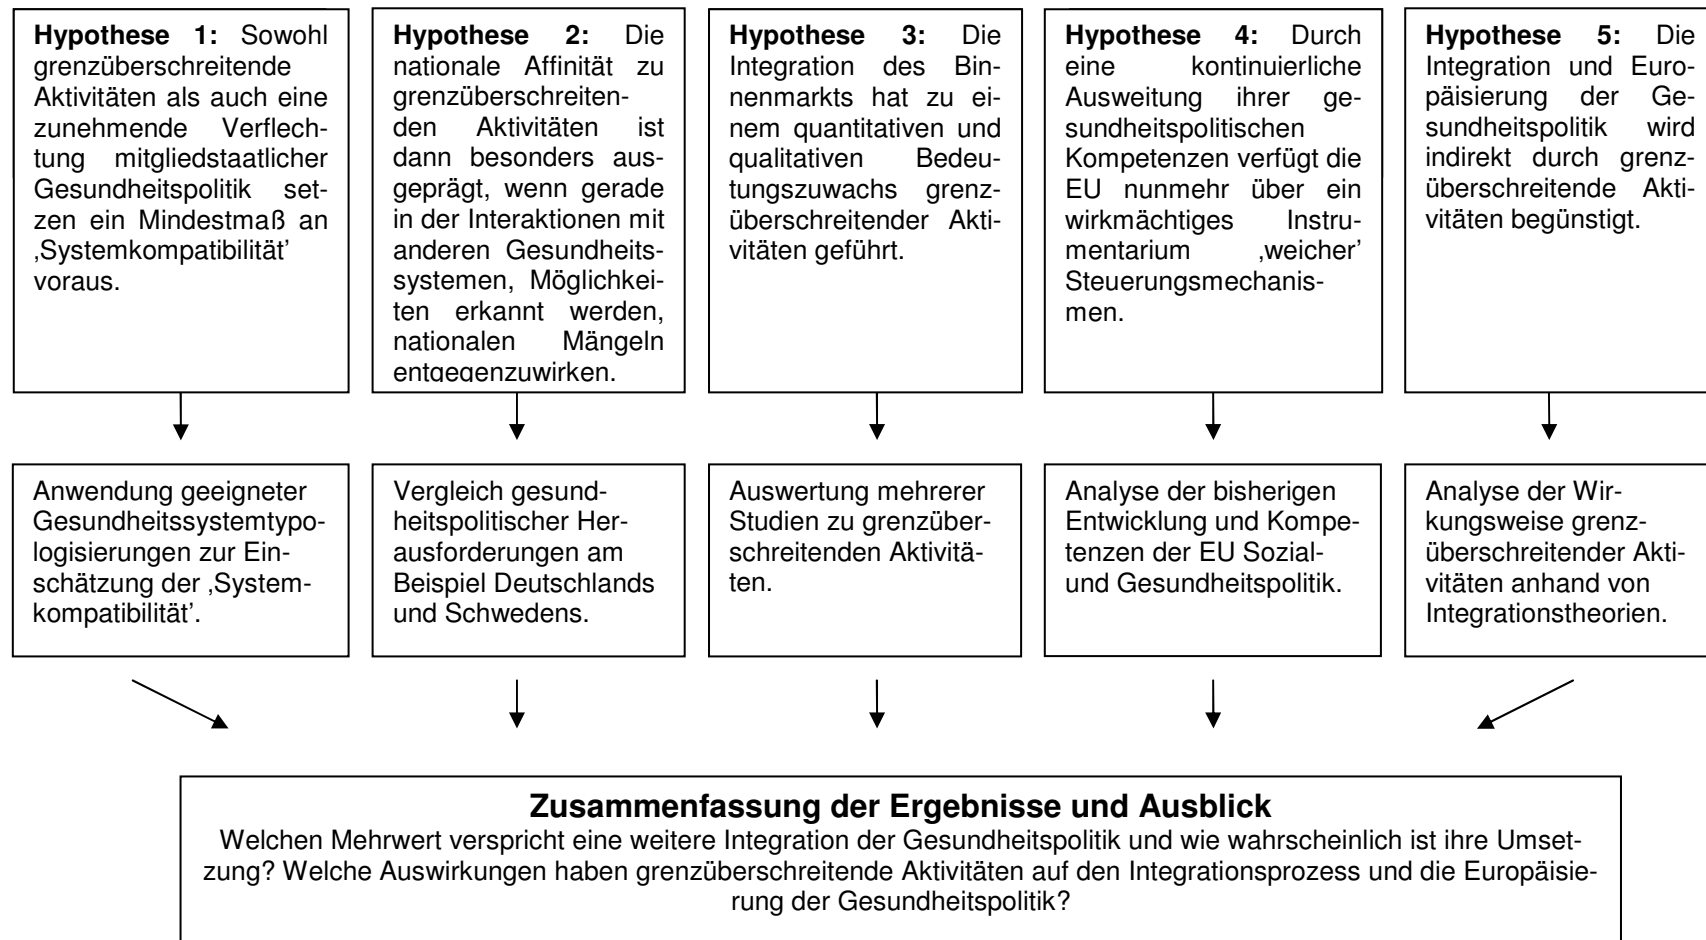 Hypothese 1: Sowohl
grenzüberschreitende
Aktivitäten als auch eine
zunehmende Verflech-
tung mitgliedstaatlicher
Gesundheitspolitik set-
zen ein Mindestmaß an
‚Systemkompatibilität’
voraus.
Hypothese 2: Die
nationale Affinität zu
grenzüberschreiten-
den Aktivitäten ist
dann besonders aus-
geprägt, wenn gerade
in der Interaktionen mit
anderen Gesundheits-
systemen, Möglichkei-
ten erkannt werden,
nationalen Mängeln
entgegenzuwirken.
Hypothese 3: Die
Integration des Bin-
nenmarkts hat zu ei-
nem quantitativen und
qualitativen Bedeu-
tungszuwachs grenz-
überschreitender Akti-
vitäten geführt.
Hypothese 4: Durch
eine kontinuierliche
Ausweitung ihrer ge-
sundheitspolitischen
Kompetenzen verfügt die
EU nunmehr über ein
wirkmächtiges Instru-
mentarium ‚weicher’
Steuerungsmechanis-
men.
Hypothese 5: Die
Integration und Euro-
päisierung der Ge-
sundheitspolitik wird
indirekt durch grenz-
überschreitende Akti-
vitäten begünstigt.
Anwendung geeigneter
Gesundheitssystemtypo-
logisierungen zur Ein-
schätzung der ‚System-
kompatibilität’.
Vergleich gesund-
heitspolitischer Her-
ausforderungen am
Beispiel Deutschlands
und Schwedens.
Auswertung mehrerer
Studien zu grenzüber-
schreitenden Aktivitä-
ten.
Analyse der bisherigen
Entwicklung und Kompe-
tenzen der EU Sozial-
und Gesundheitspolitik.
Analyse der Wir-
kungsweise grenz-
überschreitender Akti-
vitäten anhand von
Integrationstheorien.
Zusammenfassung der Ergebnisse und Ausblick
Welchen Mehrwert verspricht eine weitere Integration der Gesundheitspolitik und wie wahrscheinlich ist ihre Umset-
zung? Welche Auswirkungen haben grenzüberschreitende Aktivitäten auf den Integrationsprozess und die Europäisie-
rung der Gesundheitspolitik?